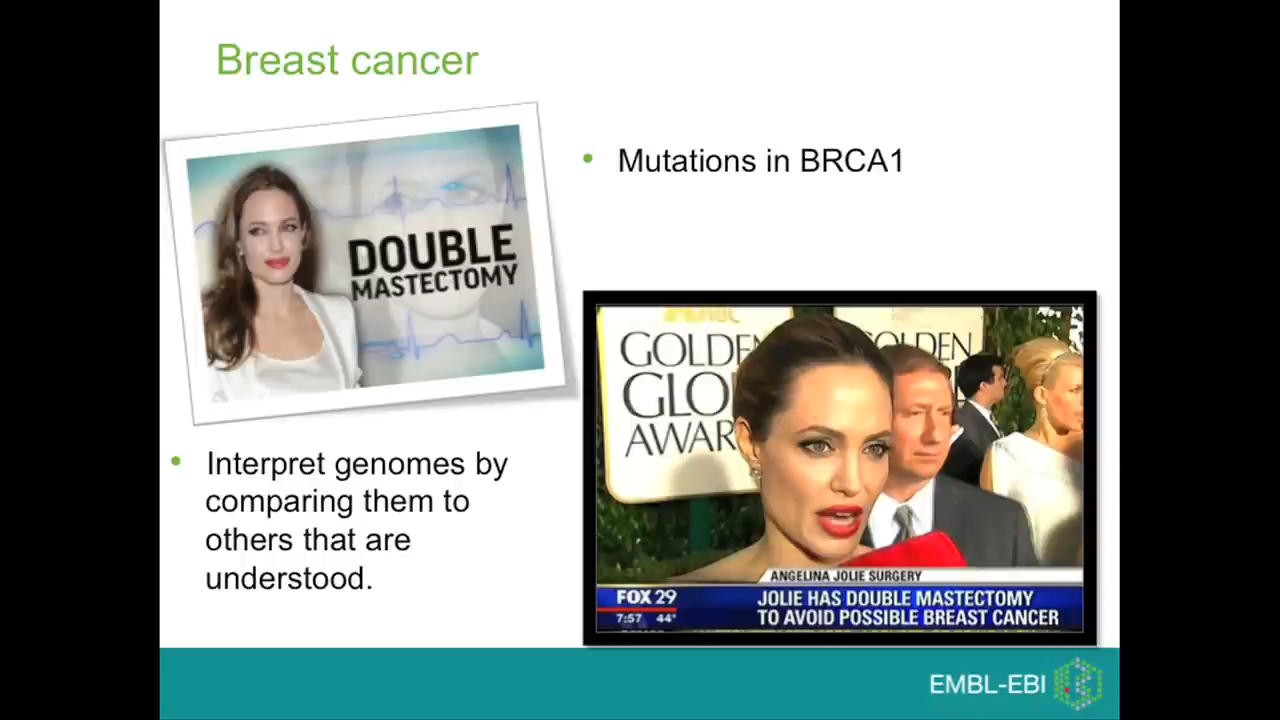 Breast cancer
DOUBLE
MASTECTOMY
• Mutations in BRCA1
• Interpret genomes by
comparing them to
others that are
understood.
GOLDEN
GLO
AWAR
OLDEN
ANGELINA JOLIE SURGERY
FOX 29
7:57 44°
JOLIE HAS DOUBLE MASTECTOMY
TO AVOID POSSIBLE BREAST CANCER
EMBL-EBI